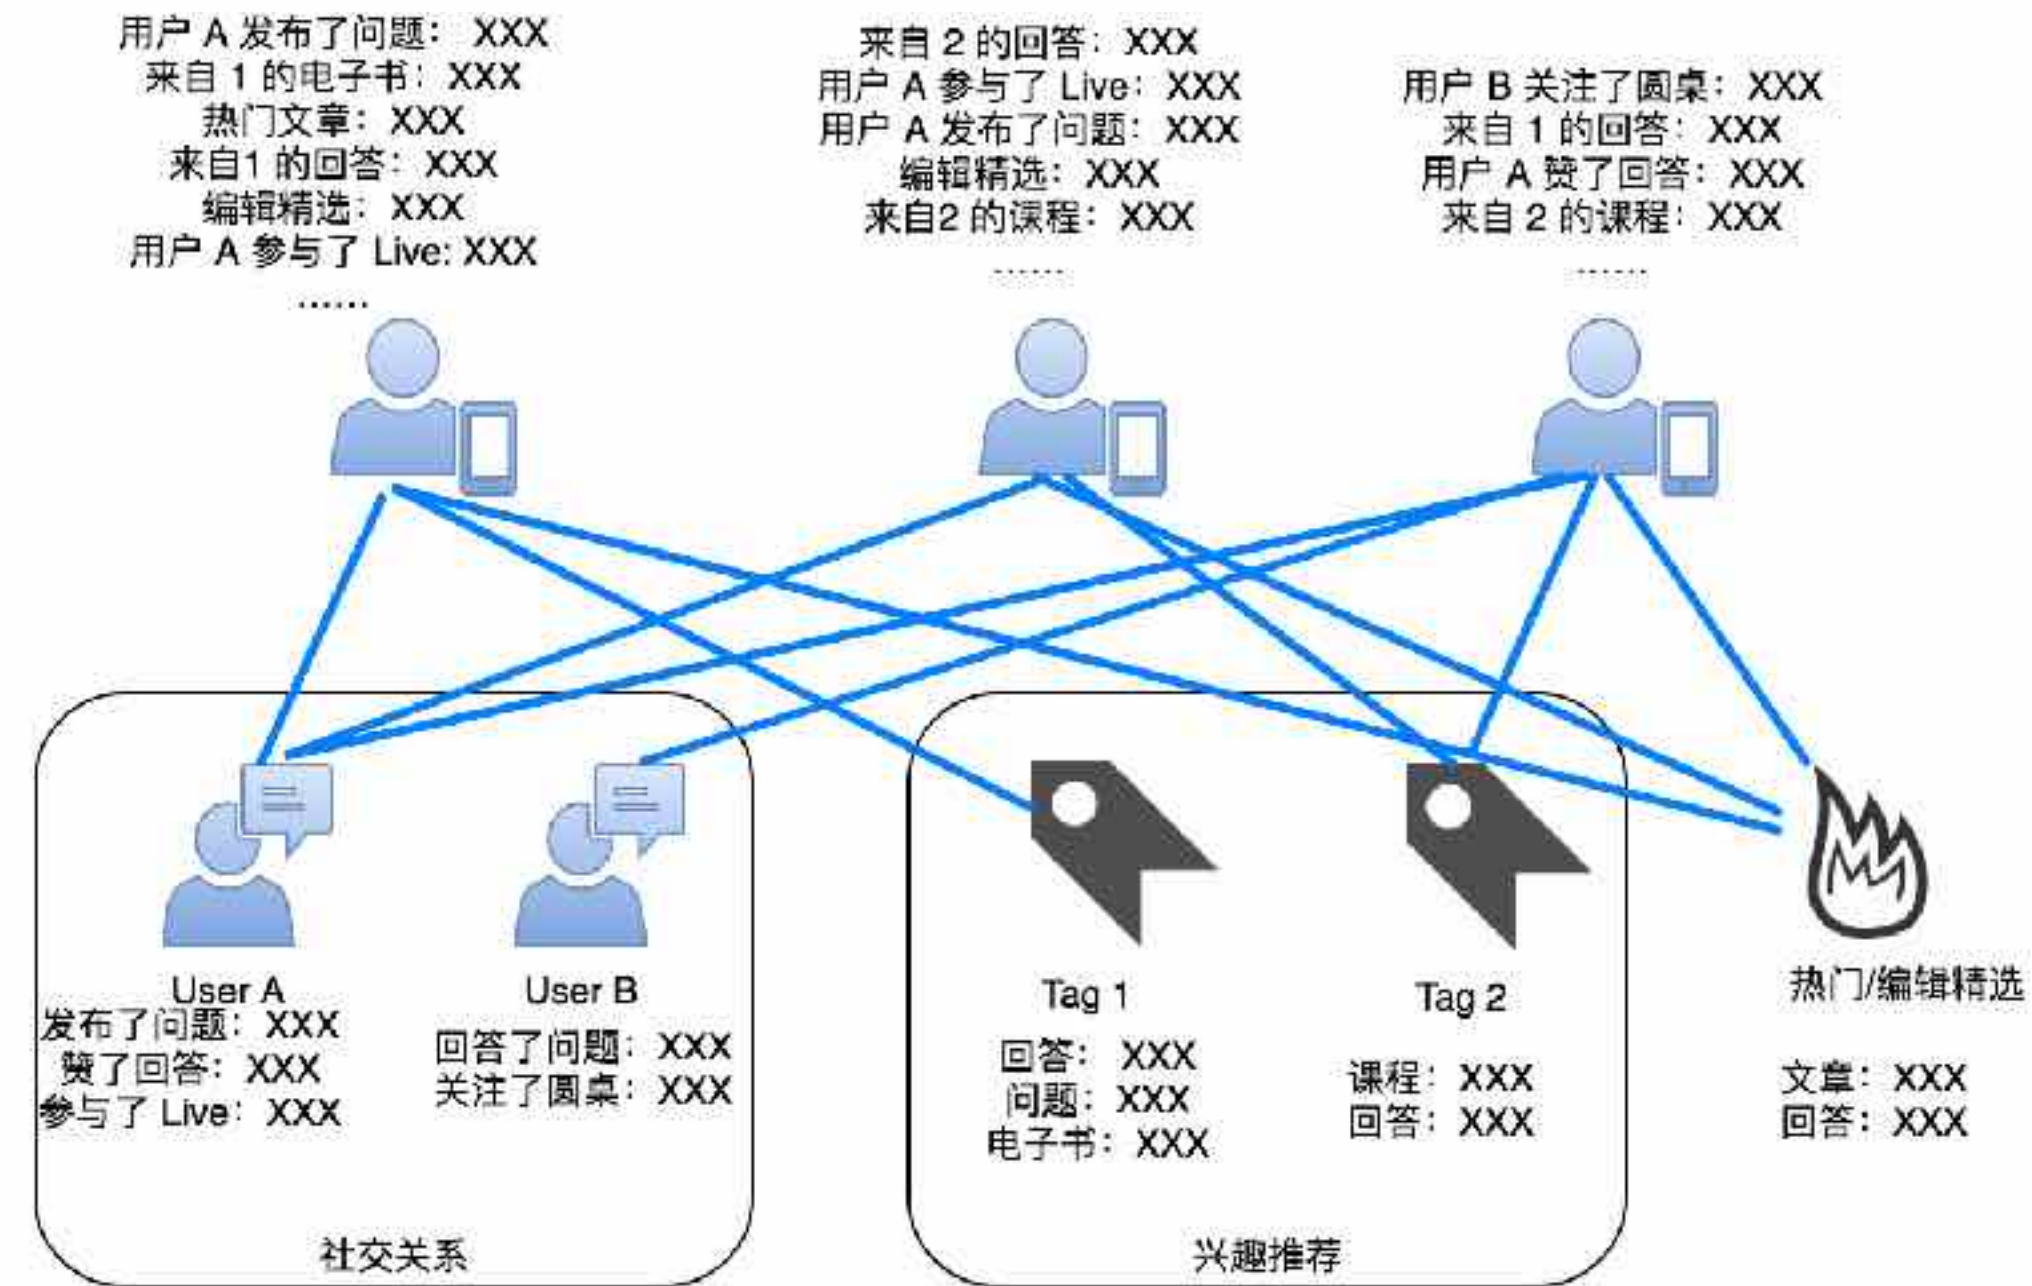 用户 A 发布了问题： XXX
来自 1 的电子书：XXX
热门文章：XXX
来自1 的回答：XXX
编辑精选：XXX
用户 A 参与了 Live: XXX
......
来自 2 的回答：XXX
用户 A 参与了 Live：XXX
用户 A 发布了问题：XXX
编辑精选：XXX
来自2 的课程：XXX
......
用户 B 关注了圆桌：XXX
来自 1 的回答：XXX
用户 A 赞了回答：XXX
来自 2 的课程：XXX
......
User A
发布了问题：XXX
赞了回答：XXX
参与了 Live：XXX
User B
回答了问题：XXX
关注了圆桌：XXX
社交关系
Tag 1
回答： XXX
问题：XXX
电子书：XXX
Tag 2
课程：XXX
回答：XXX
兴趣推荐
热门/编辑精选
文章：XXX
回答：XXX